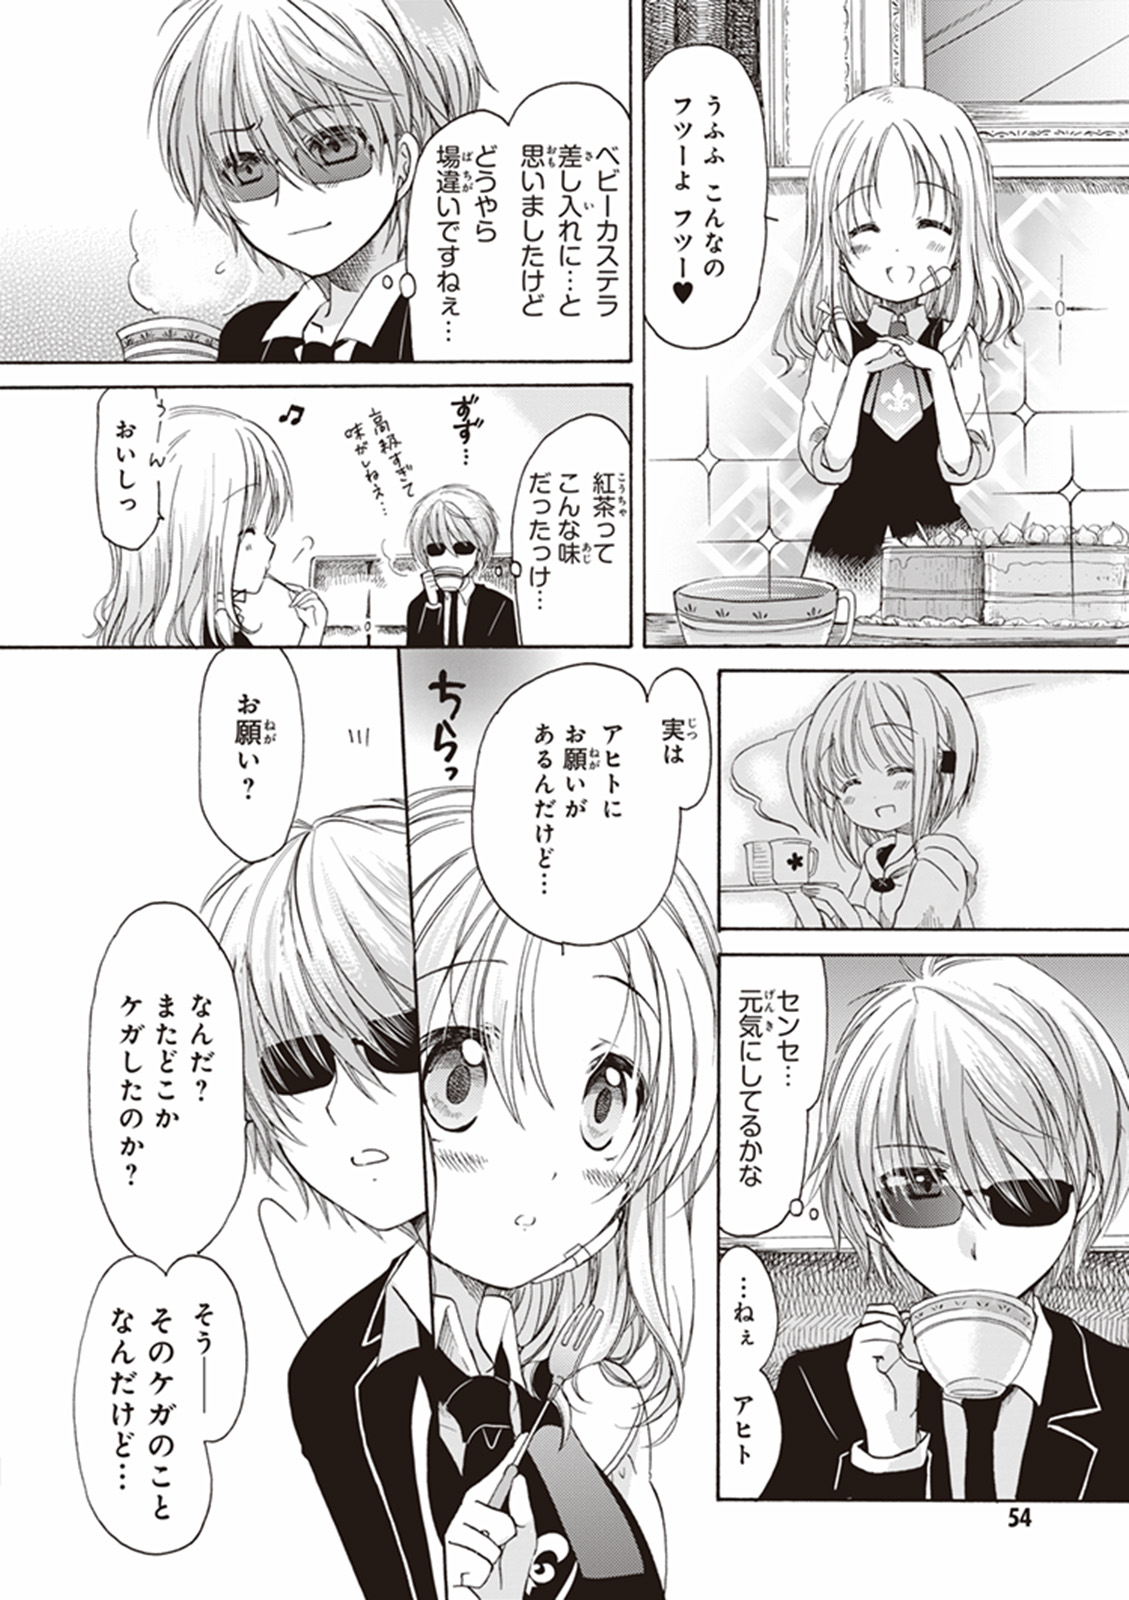 うふふ こんなの
フツーよ フツー♥
ベビーカステラ
差し入れに…と
思いましたけど
どうやら
場違いですねぇ…
紅茶って
こんな味
だったっけ…
ずず…
高級すぎて
味がしねえ…
♪
うーん
おいしっ
センセ…
元気にしてるかな
…ねぇ アヒト
実は
アヒトに
お願いが
あるんだけど…
ちらっ
お願い？
なんだ？
またどこか
ケガしたのか？
そう――
そのケガのこと
なんだけど…
54